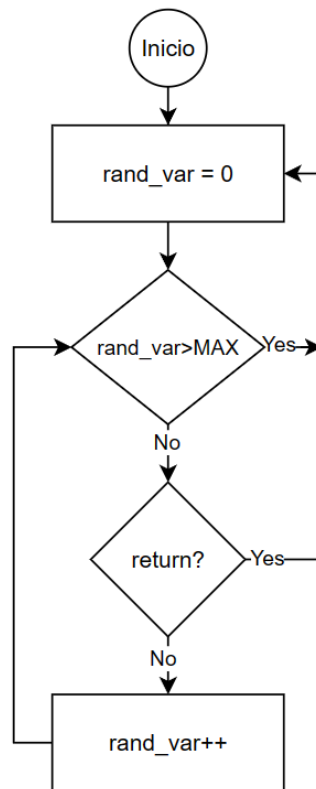 Inicio
rand_var = 0
rand_var>MAX
Yes
No
return?
Yes
No
rand_var++